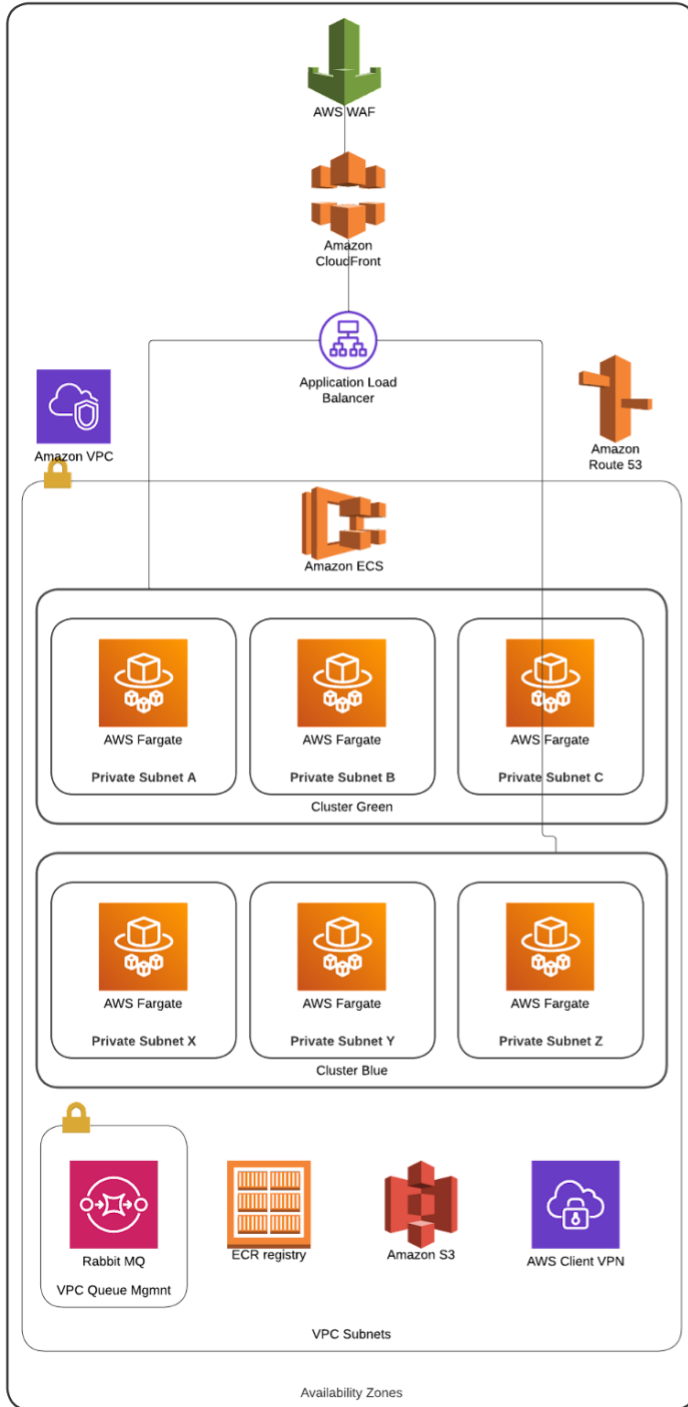 AWS WAF
Amazon
CloudFront
Application Load
Balancer
Amazon VPC
Amazon
Route 53
Amazon ECS
AWS Fargate
AWS Fargate
AWS Fargate
Private Subnet A
Private Subnet B
Private Subnet C
Cluster Green
AWS Fargate
AWS Fargate
AWS Fargate
Private Subnet X
Private Subnet Y
Private Subnet Z
Cluster Blue
Rabbit MQ
VPC Queue Mgmnt
ECR registry
Amazon S3
AWS Client VPN
VPC Subnets
Availability Zones